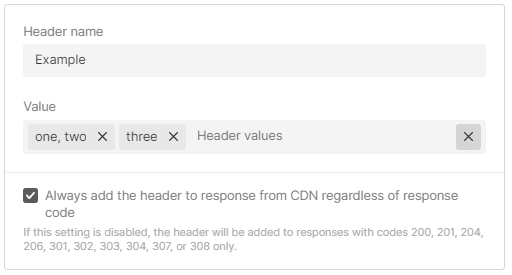 Header name
Example
Value
one, two
three
Header values
Always add the header to response from CDN regardless of response
code
If this setting is disabled, the header will be added to responses with codes 200, 201, 204,
206, 301, 302, 303, 304, 307, or 308 only.